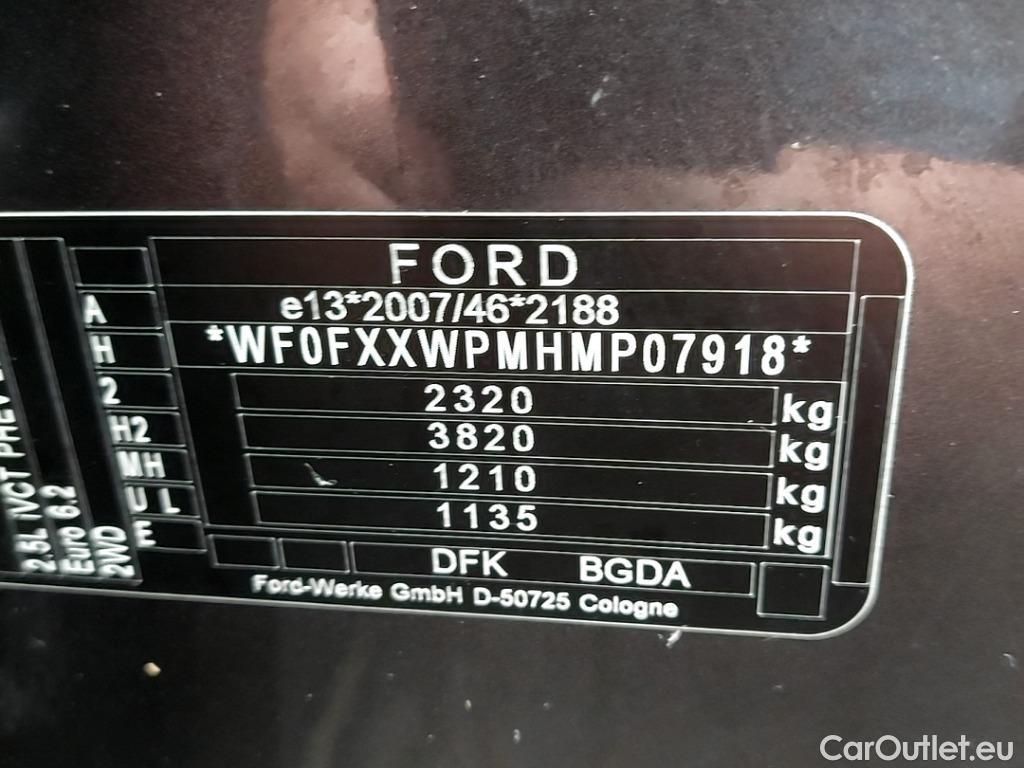 FORD
e13*2007/46*2188
*WF0FXXWPMHMP07918*
2320 kg
3820 kg
1210 kg
1135 kg
DFK BGDA
Ford-Werke GmbH D-50725 Cologne
A
H
2
H2
MH
U L
E
2.5L iVCT
Euro 6.2
2WD
CarOutlet.eu